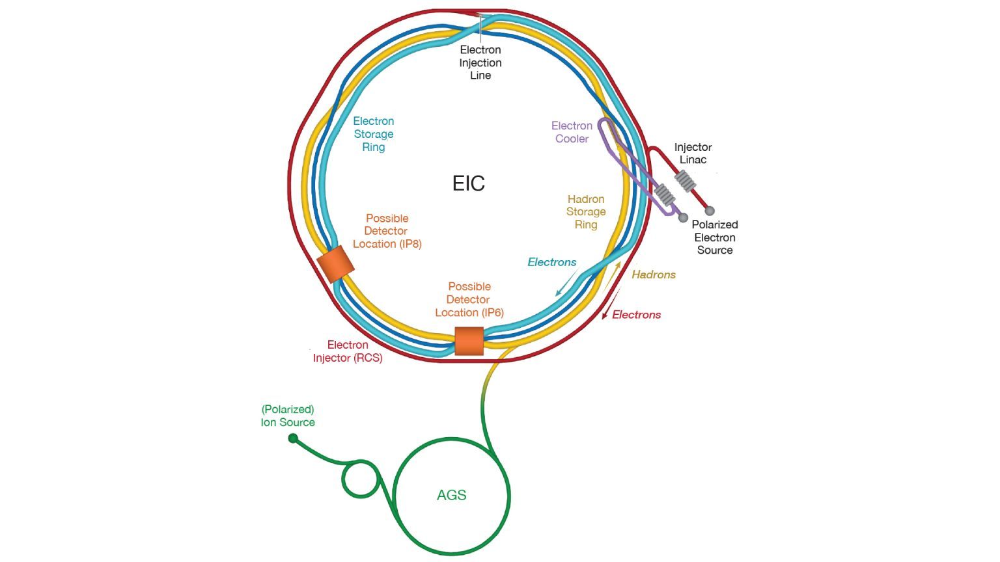 Electron
Injection
Line
Electron
Storage
Ring
Electron
Cooler
Injector
Linac
EIC
Hadron
Storage
Ring
Possible
Detector
Location (IP8)
Polarized
Electron
Source
Electrons
Hadrons
Possible
Detector
Location (IP6)
Electrons
Electron
Injector (RCS)
(Polarized)
Ion Source
AGS